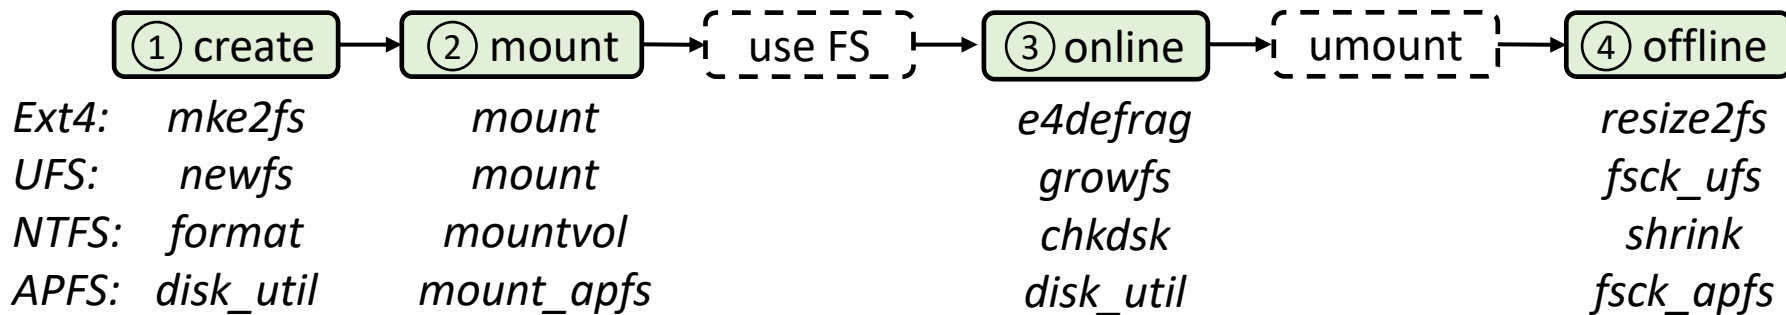 ① create ② mount use FS ③ online umount ④ offline
Ext4: mke2fs mount e4defrag resize2fs
UFS: newfs mount growfs fsck_ufs
NTFS: format mountvol chkdsk shrink
APFS: disk_util mount_apfs disk_util fsck_apfs